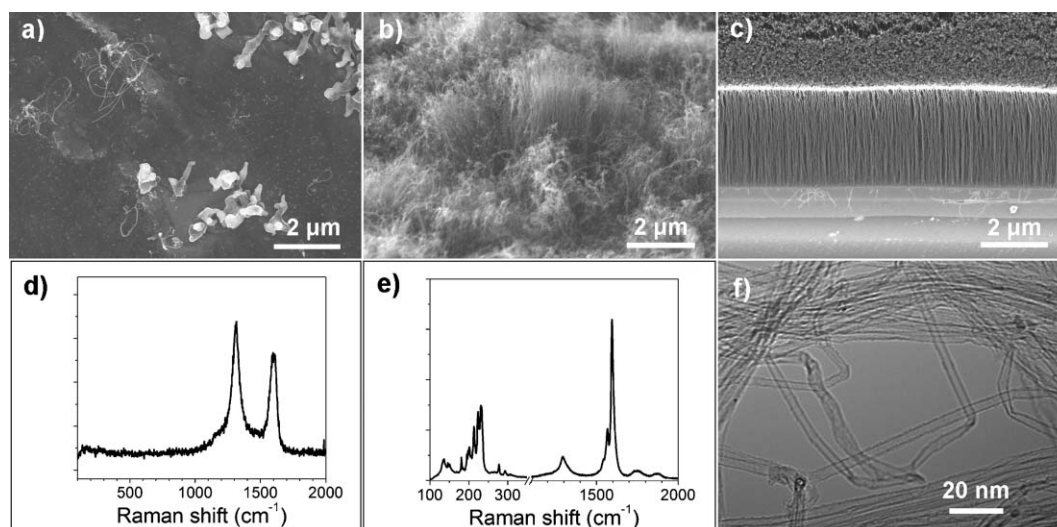 a)
b)
c)
2 µm
2 µm
2 µm
d)
e)
f)
500
1000
1500
2000
100
200
300
1600
2000
Raman shift (cm⁻¹)
Raman shift (cm⁻¹)
20 nm